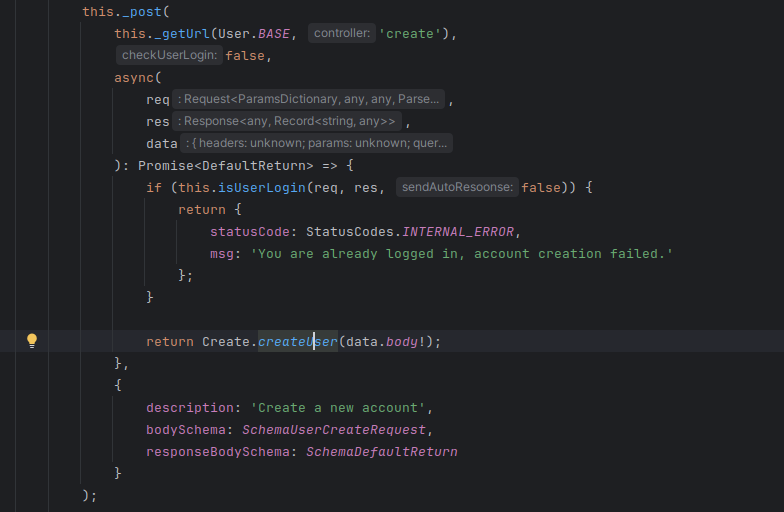 this._post(
this._getUrl(User.BASE, controller: 'create'),
checkUserLogin: false,
async(
req : Request<ParamsDictionary, any, any, Parse... ,
res : Response<any, Record<string, any>> ,
data : { headers: unknown; params: unknown; quer...
): Promise<DefaultReturn> => {
if (this.isUserLogin(req, res, sendAutoResoonse: false)) {
return {
statusCode: StatusCodes.INTERNAL_ERROR,
msg: 'You are already logged in, account creation failed.'
};
}
return Create.createUser(data.body!);
},
{
description: 'Create a new account',
bodySchema: SchemaUserCreateRequest,
responseBodySchema: SchemaDefaultReturn
}
);